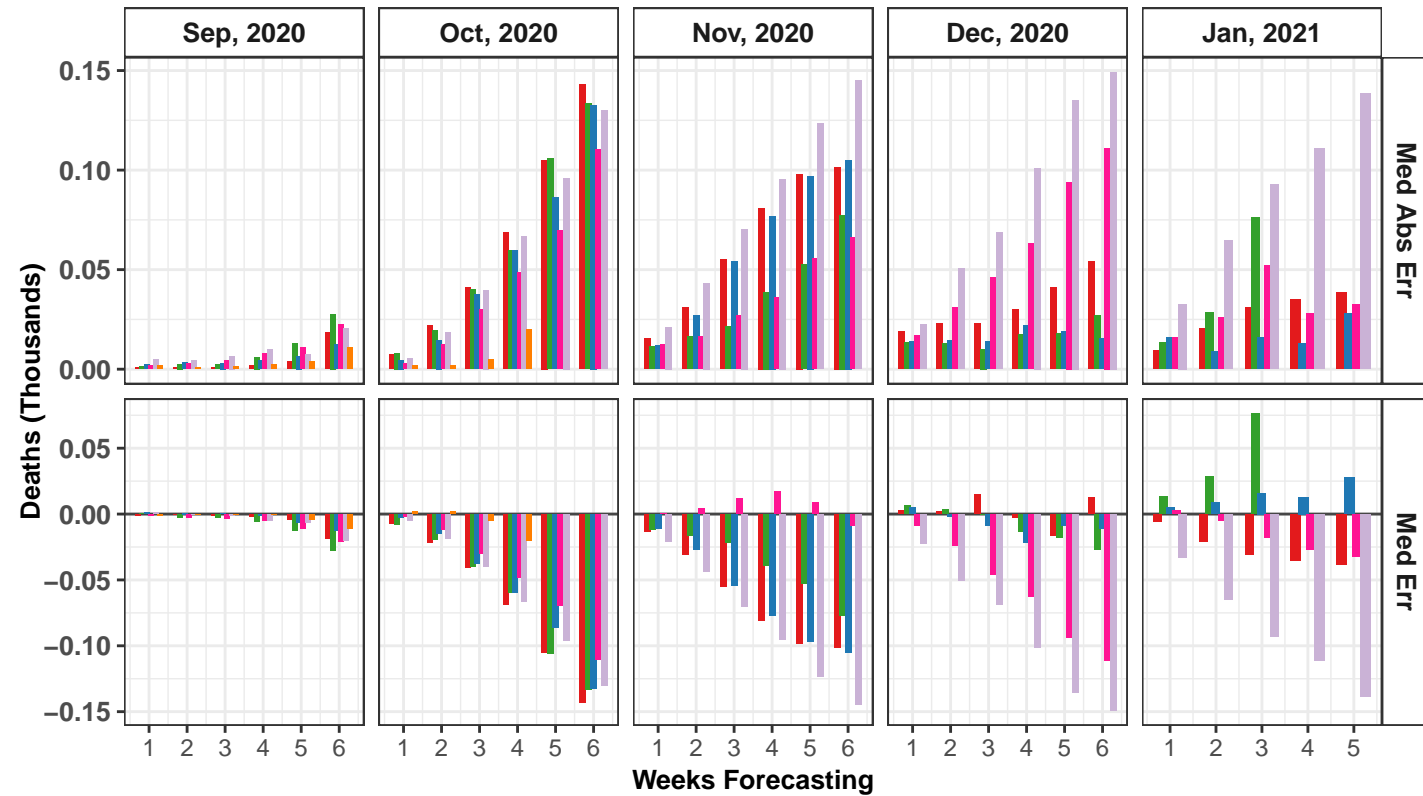 Sep, 2020
Oct, 2020
Nov, 2020
Dec, 2020
Jan, 2021
Deaths (Thousands)
0.15
0.10
0.05
0.00
Med Abs Err
0.05
0.00
−0.05
−0.10
−0.15
Med Err
1 2 3 4 5 6
1 2 3 4 5 6
1 2 3 4 5 6
1 2 3 4 5 6
1 2 3 4 5
Weeks Forecasting